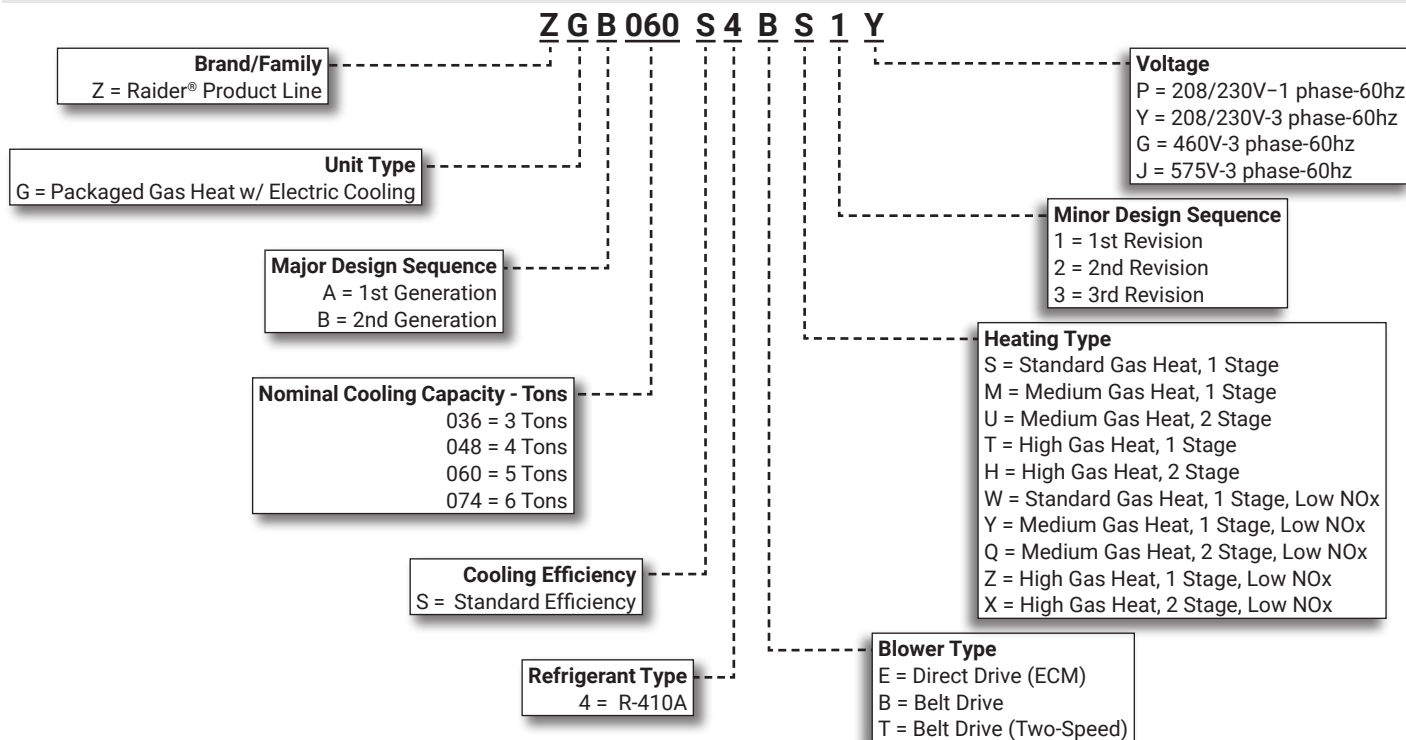 Z G B 060 S 4 B S 1 Y
Brand/Family
Z = Raider® Product Line
Unit Type
G = Packaged Gas Heat w/ Electric Cooling
Major Design Sequence
A = 1st Generation
B = 2nd Generation
Nominal Cooling Capacity - Tons
036 = 3 Tons
048 = 4 Tons
060 = 5 Tons
074 = 6 Tons
Cooling Efficiency
S = Standard Efficiency
Refrigerant Type
4 = R-410A
Voltage
P = 208/230V−1 phase-60hz
Y = 208/230V-3 phase-60hz
G = 460V-3 phase-60hz
J = 575V-3 phase-60hz
Minor Design Sequence
1 = 1st Revision
2 = 2nd Revision
3 = 3rd Revision
Heating Type
S = Standard Gas Heat, 1 Stage
M = Medium Gas Heat, 1 Stage
U = Medium Gas Heat, 2 Stage
T = High Gas Heat, 1 Stage
H = High Gas Heat, 2 Stage
W = Standard Gas Heat, 1 Stage, Low NOx
Y = Medium Gas Heat, 1 Stage, Low NOx
Q = Medium Gas Heat, 2 Stage, Low NOx
Z = High Gas Heat, 1 Stage, Low NOx
X = High Gas Heat, 2 Stage, Low NOx
Blower Type
E = Direct Drive (ECM)
B = Belt Drive
T = Belt Drive (Two-Speed)